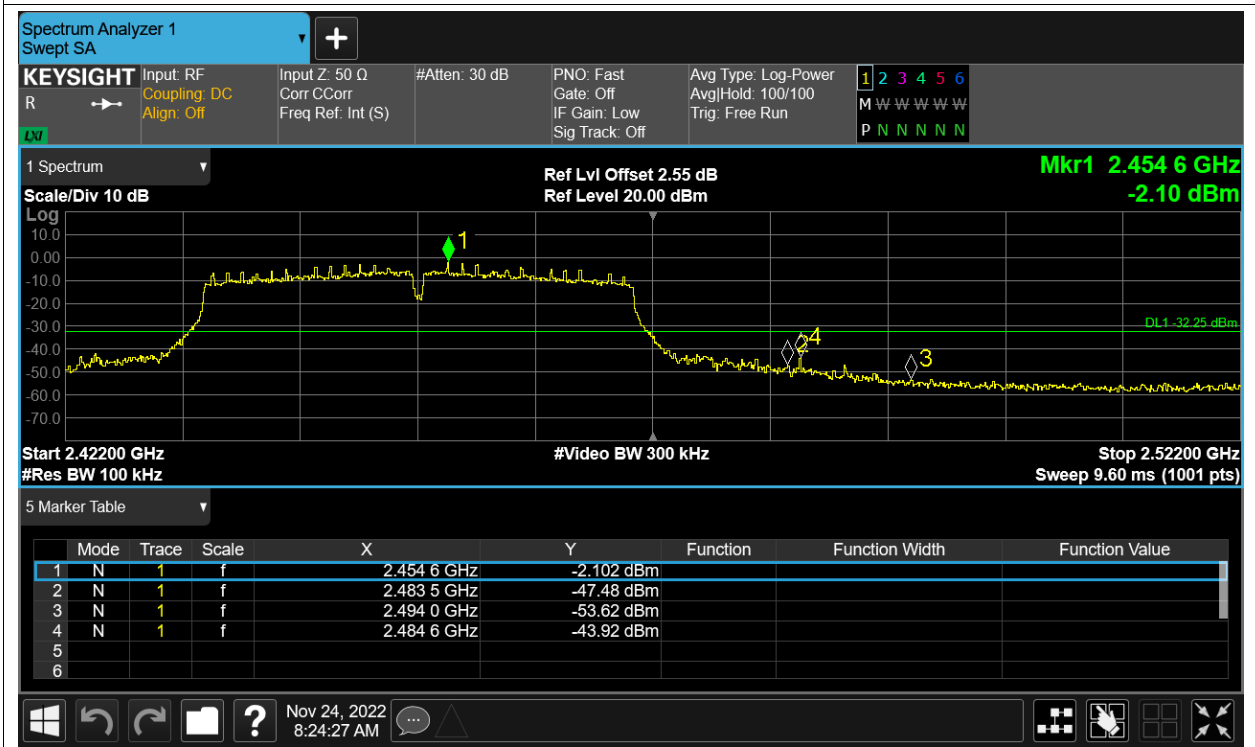 Spectrum Analyzer 1
Swept SA
KEYSIGHT
R
LXI
Input: RF
Coupling: DC
Align: Off
Input Z: 50 Ω
Corr CCorr
Freq Ref: Int (S)
#Atten: 30 dB
PNO: Fast
Gate: Off
IF Gain: Low
Sig Track: Off
Avg Type: Log-Power
Avg|Hold: 100/100
Trig: Free Run
1 2 3 4 5 6
M W W W W W
P N N N N N
1 Spectrum
Scale/Div 10 dB
Ref Lvl Offset 2.55 dB
Ref Level 20.00 dBm
Mkr1 2.454 6 GHz
-2.10 dBm
Log
10.0
0.00
-10.0
-20.0
-30.0
-40.0
-50.0
-60.0
-70.0
1
2
4
3
DL1 -32.25 dBm
Start 2.42200 GHz
#Video BW 300 kHz
Stop 2.52200 GHz
#Res BW 100 kHz
Sweep 9.60 ms (1001 pts)
5 Marker Table
Mode Trace Scale X Y Function Function Width Function Value
1 N 1 f 2.454 6 GHz -2.102 dBm
2 N 1 f 2.483 5 GHz -47.48 dBm
3 N 1 f 2.494 0 GHz -53.62 dBm
4 N 1 f 2.484 6 GHz -43.92 dBm
5
6
?
Nov 24, 2022
8:24:27 AM